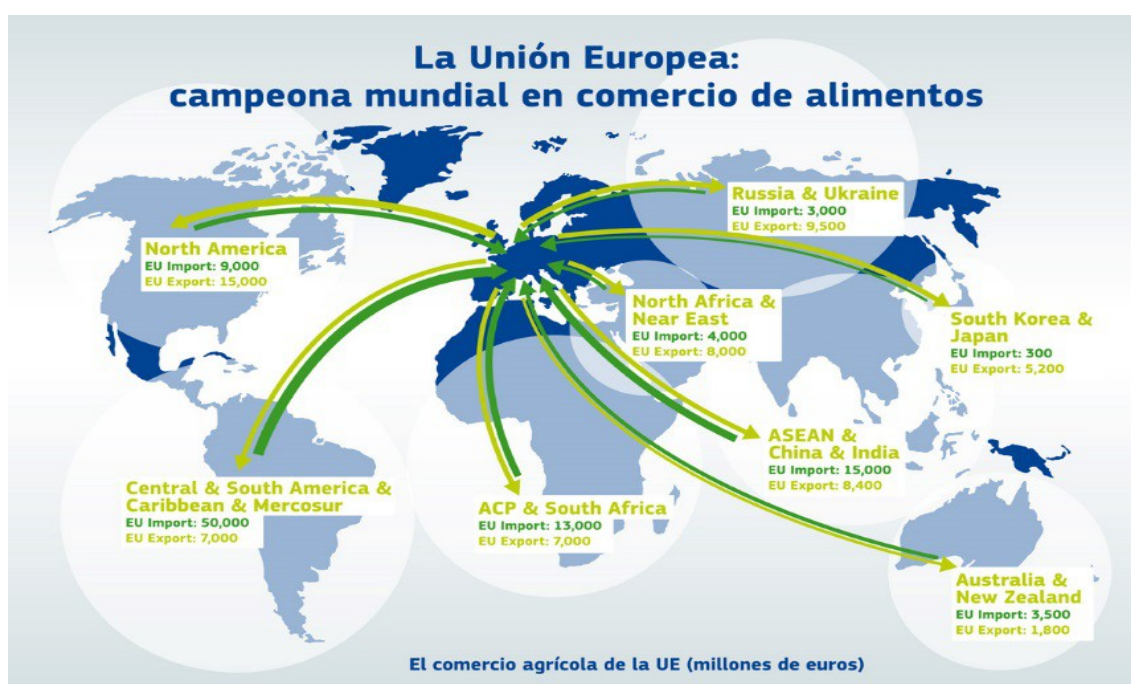 La Unión Europea:
campeona mundial en comercio de alimentos
Russia & Ukraine
EU Import: 3,000
EU Export: 9,500
North America
EU Import: 9,000
EU Export: 15,000
North Africa &
Near East
EU Import: 4,000
EU Export: 8,000
South Korea &
Japan
EU Import: 300
EU Export: 5,200
ASEAN &
China & India
EU Import: 15,000
EU Export: 8,400
Central & South America &
Caribbean & Mercosur
EU Import: 50,000
EU Export: 7,000
ACP & South Africa
EU Import: 13,000
EU Export: 7,000
Australia &
New Zealand
EU Import: 3,500
EU Export: 1,800
El comercio agrícola de la UE (millones de euros)